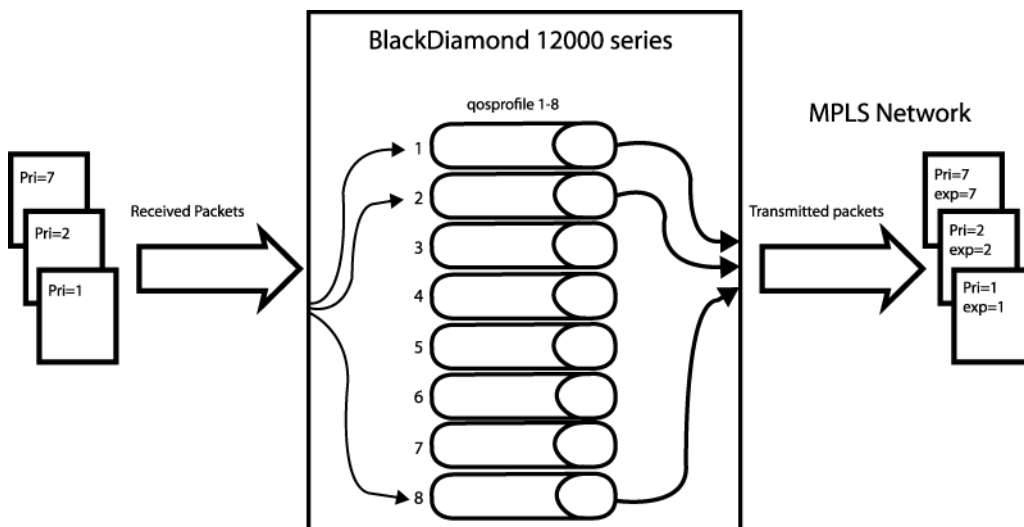 BlackDiamond 12000 series
qosprofile 1-8
MPLS Network
Pri=7
Pri=2
Pri=1
Received Packets
1
2
3
4
5
6
7
8
Transmitted packets
Pri=7
exp=7
Pri=2
exp=2
Pri=1
exp=1